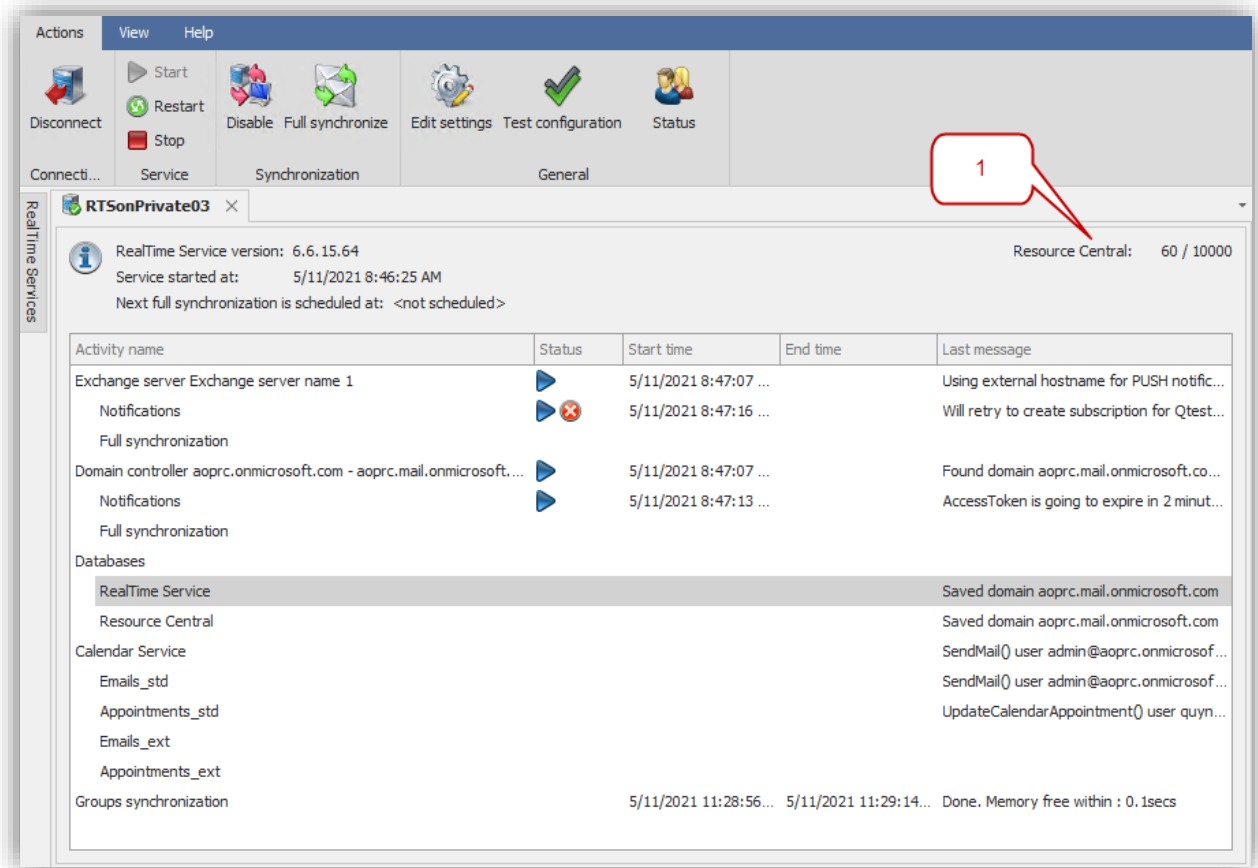 Actions View Help
Start
Restart
Stop
Disconnect Disable Full synchronize Edit settings Test configuration Status
Connecti... Service Synchronization General
1
RealTime Services
RTSonPrivate03
RealTime Service version: 6.6.15.64 Resource Central: 60 / 10000
Service started at: 5/11/2021 8:46:25 AM
Next full synchronization is scheduled at: <not scheduled>
Activity name Status Start time End time Last message
Exchange server Exchange server name 1 5/11/2021 8:47:07 ... Using external hostname for PUSH notific...
Notifications 5/11/2021 8:47:16 ... Will retry to create subscription for Qtest...
Full synchronization
Domain controller aoprc.onmicrosoft.com - aoprc.mail.onmicrosoft.... 5/11/2021 8:47:07 ... Found domain aoprc.mail.onmicrosoft.co...
Notifications 5/11/2021 8:47:13 ... AccessToken is going to expire in 2 minut...
Full synchronization
Databases
RealTime Service Saved domain aoprc.mail.onmicrosoft.com
Resource Central Saved domain aoprc.mail.onmicrosoft.com
Calendar Service SendMail() user admin@aoprc.onmicrosof...
Emails_std SendMail() user admin@aoprc.onmicrosof...
Appointments_std UpdateCalendarAppointment() user quyn...
Emails_ext
Appointments_ext
Groups synchronization 5/11/2021 11:28:56... 5/11/2021 11:29:14... Done. Memory free within : 0.1secs